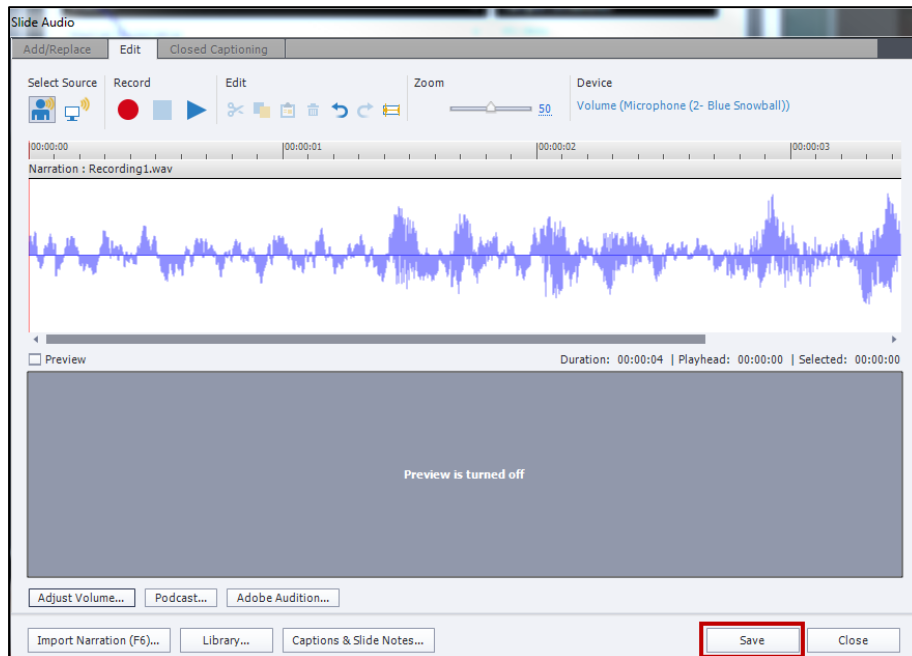 Slide Audio
Add/Replace Edit Closed Captioning
Select Source Record Edit Zoom Device
50 Volume (Microphone (2- Blue Snowball))
00:00:00 00:00:01 00:00:02 00:00:03
Narration : Recording1.wav
Preview Duration: 00:00:04 | Playhead: 00:00:00 | Selected: 00:00:00
Preview is turned off
Adjust Volume... Podcast... Adobe Audition...
Import Narration (F6)... Library... Captions & Slide Notes... Save Close